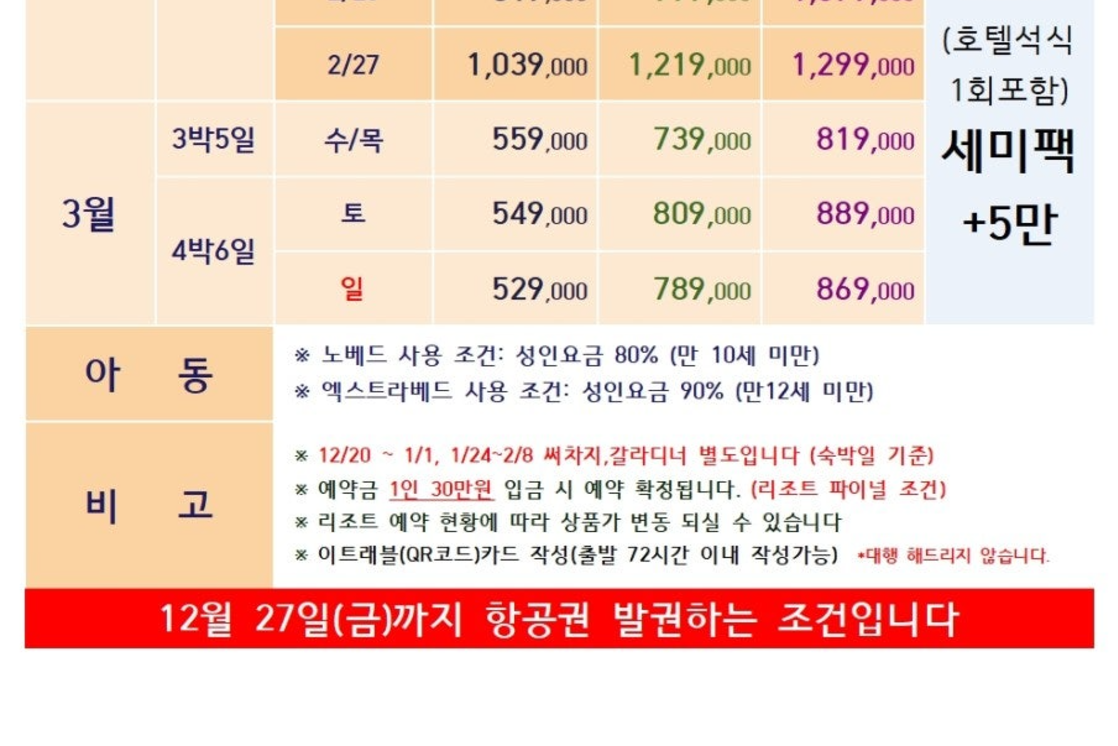 (호텔석식
1회포함)
세미팩
+5만
2/27 1,039,000 1,219,000 1,299,000
3월
3박5일 수/목 559,000 739,000 819,000
4박6일
토 549,000 809,000 889,000
일 529,000 789,000 869,000
아 동
※ 노베드 사용 조건: 성인요금 80% (만 10세 미만)
※ 엑스트라베드 사용 조건: 성인요금 90% (만12세 미만)
비 고
※ 12/20 ~ 1/1, 1/24~2/8 써차지,갈라디너 별도입니다 (숙박일 기준)
※ 예약금 1인 30만원 입금 시 예약 확정됩니다. (리조트 파이널 조건)
※ 리조트 예약 현황에 따라 상품가 변동 되실 수 있습니다
※ 이트래블(QR코드)카드 작성(출발 72시간 이내 작성가능) *대행 해드리지 않습니다.
12월 27일(금)까지 항공권 발권하는 조건입니다